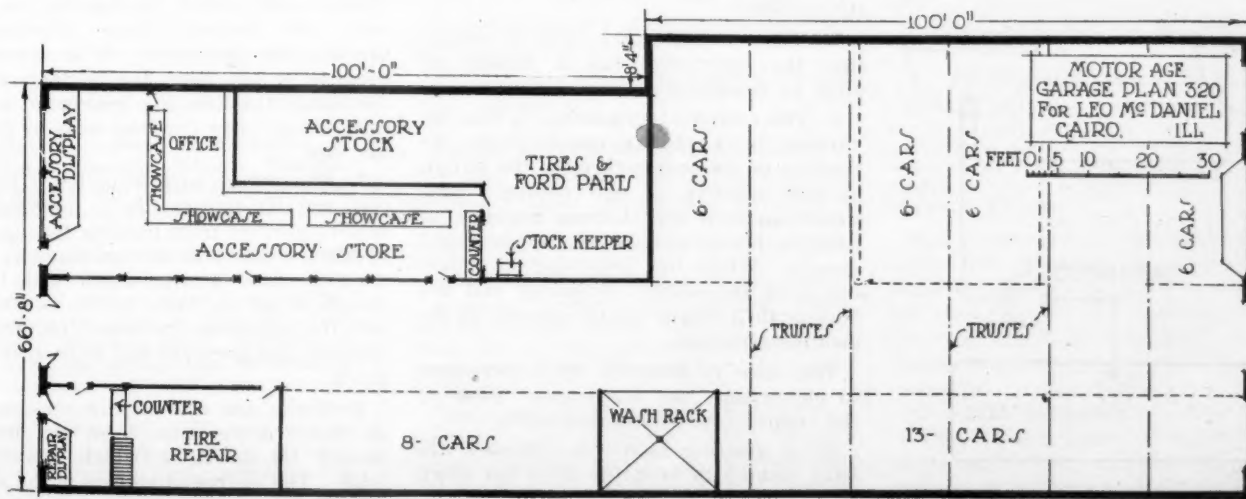 100'0"
8'4"
100'-0"
MOTOR AGE
GARAGE PLAN 320
FOR LEO Mc DANIEL
CAIRO, ILL
FEET 0 5 10 20 30
ACCESSORY
DISPLAY
SHOWCASE
OFFICE
ACCESSORY
STOCK
TIRES &
FORD PARTS
6-CARS
6-CARS
6 CARS
6 CARS
SHOWCASE
SHOWCASE
COUNTER
STOCK KEEPER
ACCESSORY STORE
66'-8"
TRUSSES
TRUSSES
COUNTER
REPAIR
DISPLAY
TIRE
REPAIR
8-CARS
WASH RACK
13-CARS